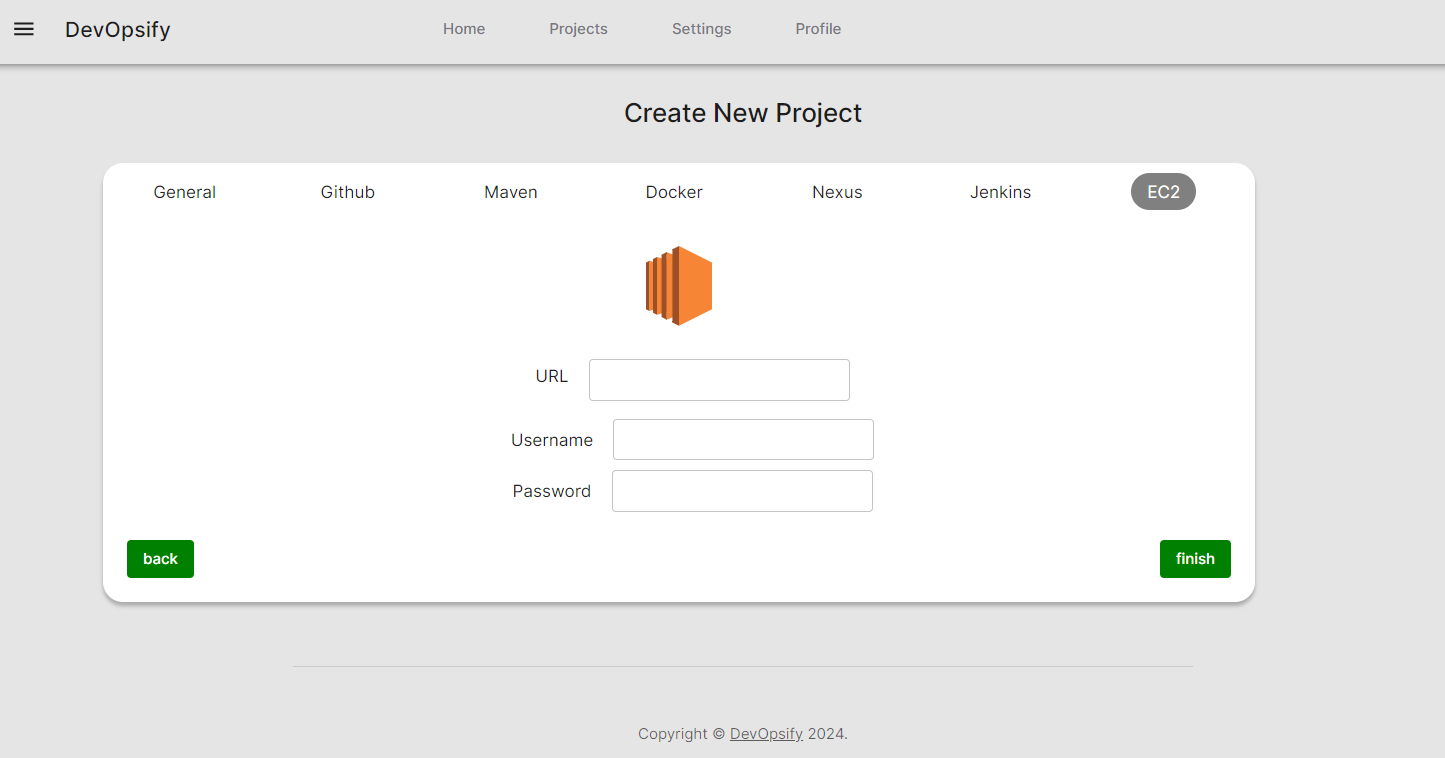 DevOpsify Home Projects Settings Profile
Create New Project
General Github Maven Docker Nexus Jenkins EC2
URL
Username
Password
back finish
Copyright © DevOpsify 2024.